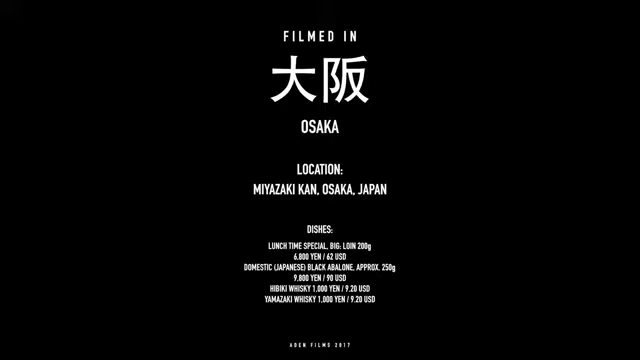 FILMED IN
大阪
OSAKA
LOCATION:
MIYAZAKI KAN, OSAKA, JAPAN
DISHES:
LUNCH TIME SPECIAL, BIG: LOIN 200g
6,800 YEN / 62 USD
DOMESTIC (JAPANESE) BLACK ABALONE, APPROX. 250g
9,800 YEN / 90 USD
HIBIKI WHISKY 1,000 YEN / 9.20 USD
YAMAZAKI WHISKY 1,000 YEN / 9.20 USD
ADEN FILMS 2017